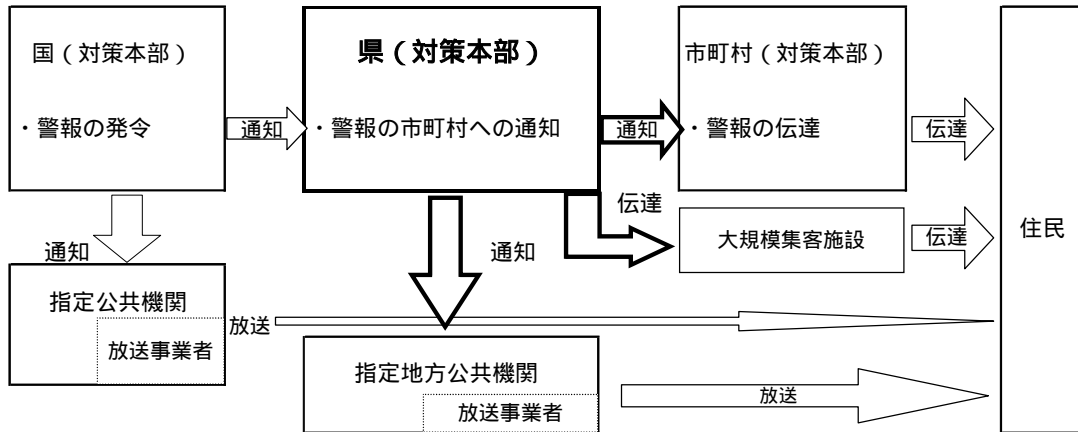 国（対策本部）
・警報の発令
通知
県（対策本部）
・警報の市町村への通知
通知
市町村（対策本部）
・警報の伝達
伝達
住民
伝達
大規模集客施設
伝達
通知
指定公共機関
放送事業者
放送
通知
指定地方公共機関
放送事業者
放送